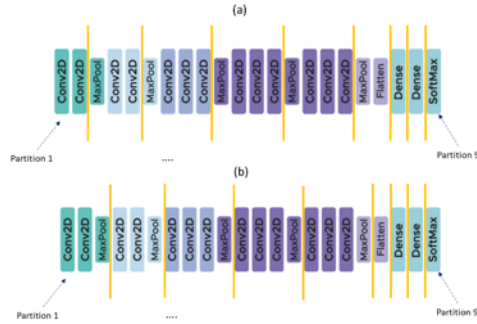 (a)
Conv2D Conv2D MaxPool Conv2D Conv2D MaxPool Conv2D Conv2D Conv2D MaxPool Conv2D Conv2D Conv2D MaxPool Conv2D Conv2D Conv2D MaxPool Flatten Dense Dense SoftMax
Partition 1 .... Partition 9
(b)
Conv2D Conv2D MaxPool Conv2D Conv2D MaxPool Conv2D Conv2D Conv2D MaxPool Conv2D Conv2D Conv2D MaxPool Conv2D Conv2D Conv2D MaxPool Flatten Dense Dense SoftMax
Partition 1 .... Partition 9